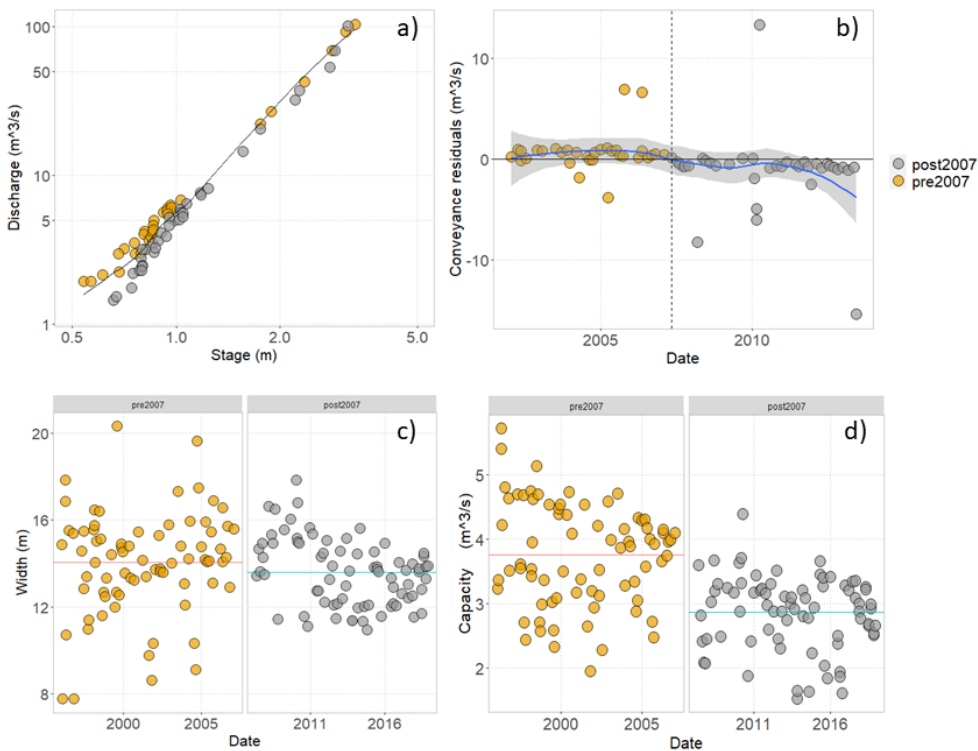 a)
100
50
10
5
1
Discharge (m^3/s)
0.5
1.0
2.0
5.0
Stage (m)
b)
10
0
-10
Conveyance residuals (m^3/s)
2005
2010
Date
post2007
pre2007
pre2007
post2007
c)
20
16
12
8
Width (m)
2000
2005
2011
2016
Date
pre2007
post2007
d)
5
4
3
2
Capacity (m^3/s)
2000
2005
2011
2016
Date